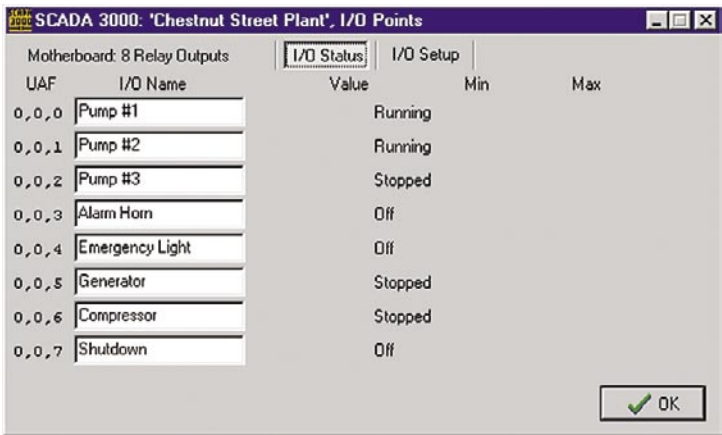 SCADA 3000: 'Chestnut Street Plant', I/O Points
Motherboard: 8 Relay Outputs I/O Status I/O Setup
UAF I/O Name Value Min Max
0,0,0 Pump #1 Running
0,0,1 Pump #2 Running
0,0,2 Pump #3 Stopped
0,0,3 Alarm Horn Off
0,0,4 Emergency Light Off
0,0,5 Generator Stopped
0,0,6 Compressor Stopped
0,0,7 Shutdown Off
OK